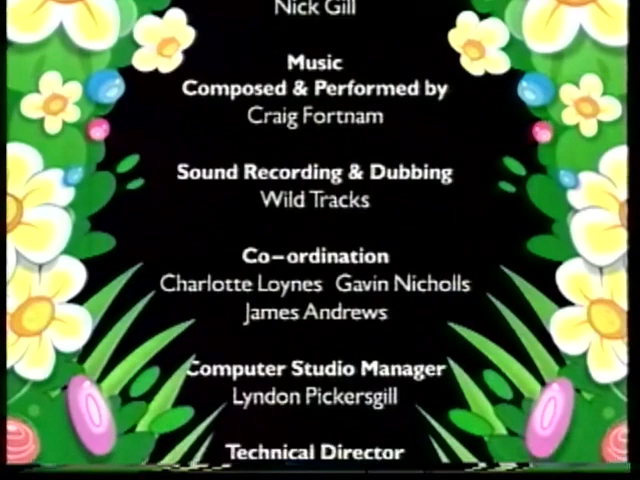 Nick Gill
Music
Composed & Performed by
Craig Fortnam
Sound Recording & Dubbing
Wild Tracks
Co-ordination
Charlotte Loynes Gavin Nicholls
James Andrews
Computer Studio Manager
Lyndon Pickersgill
Technical Director